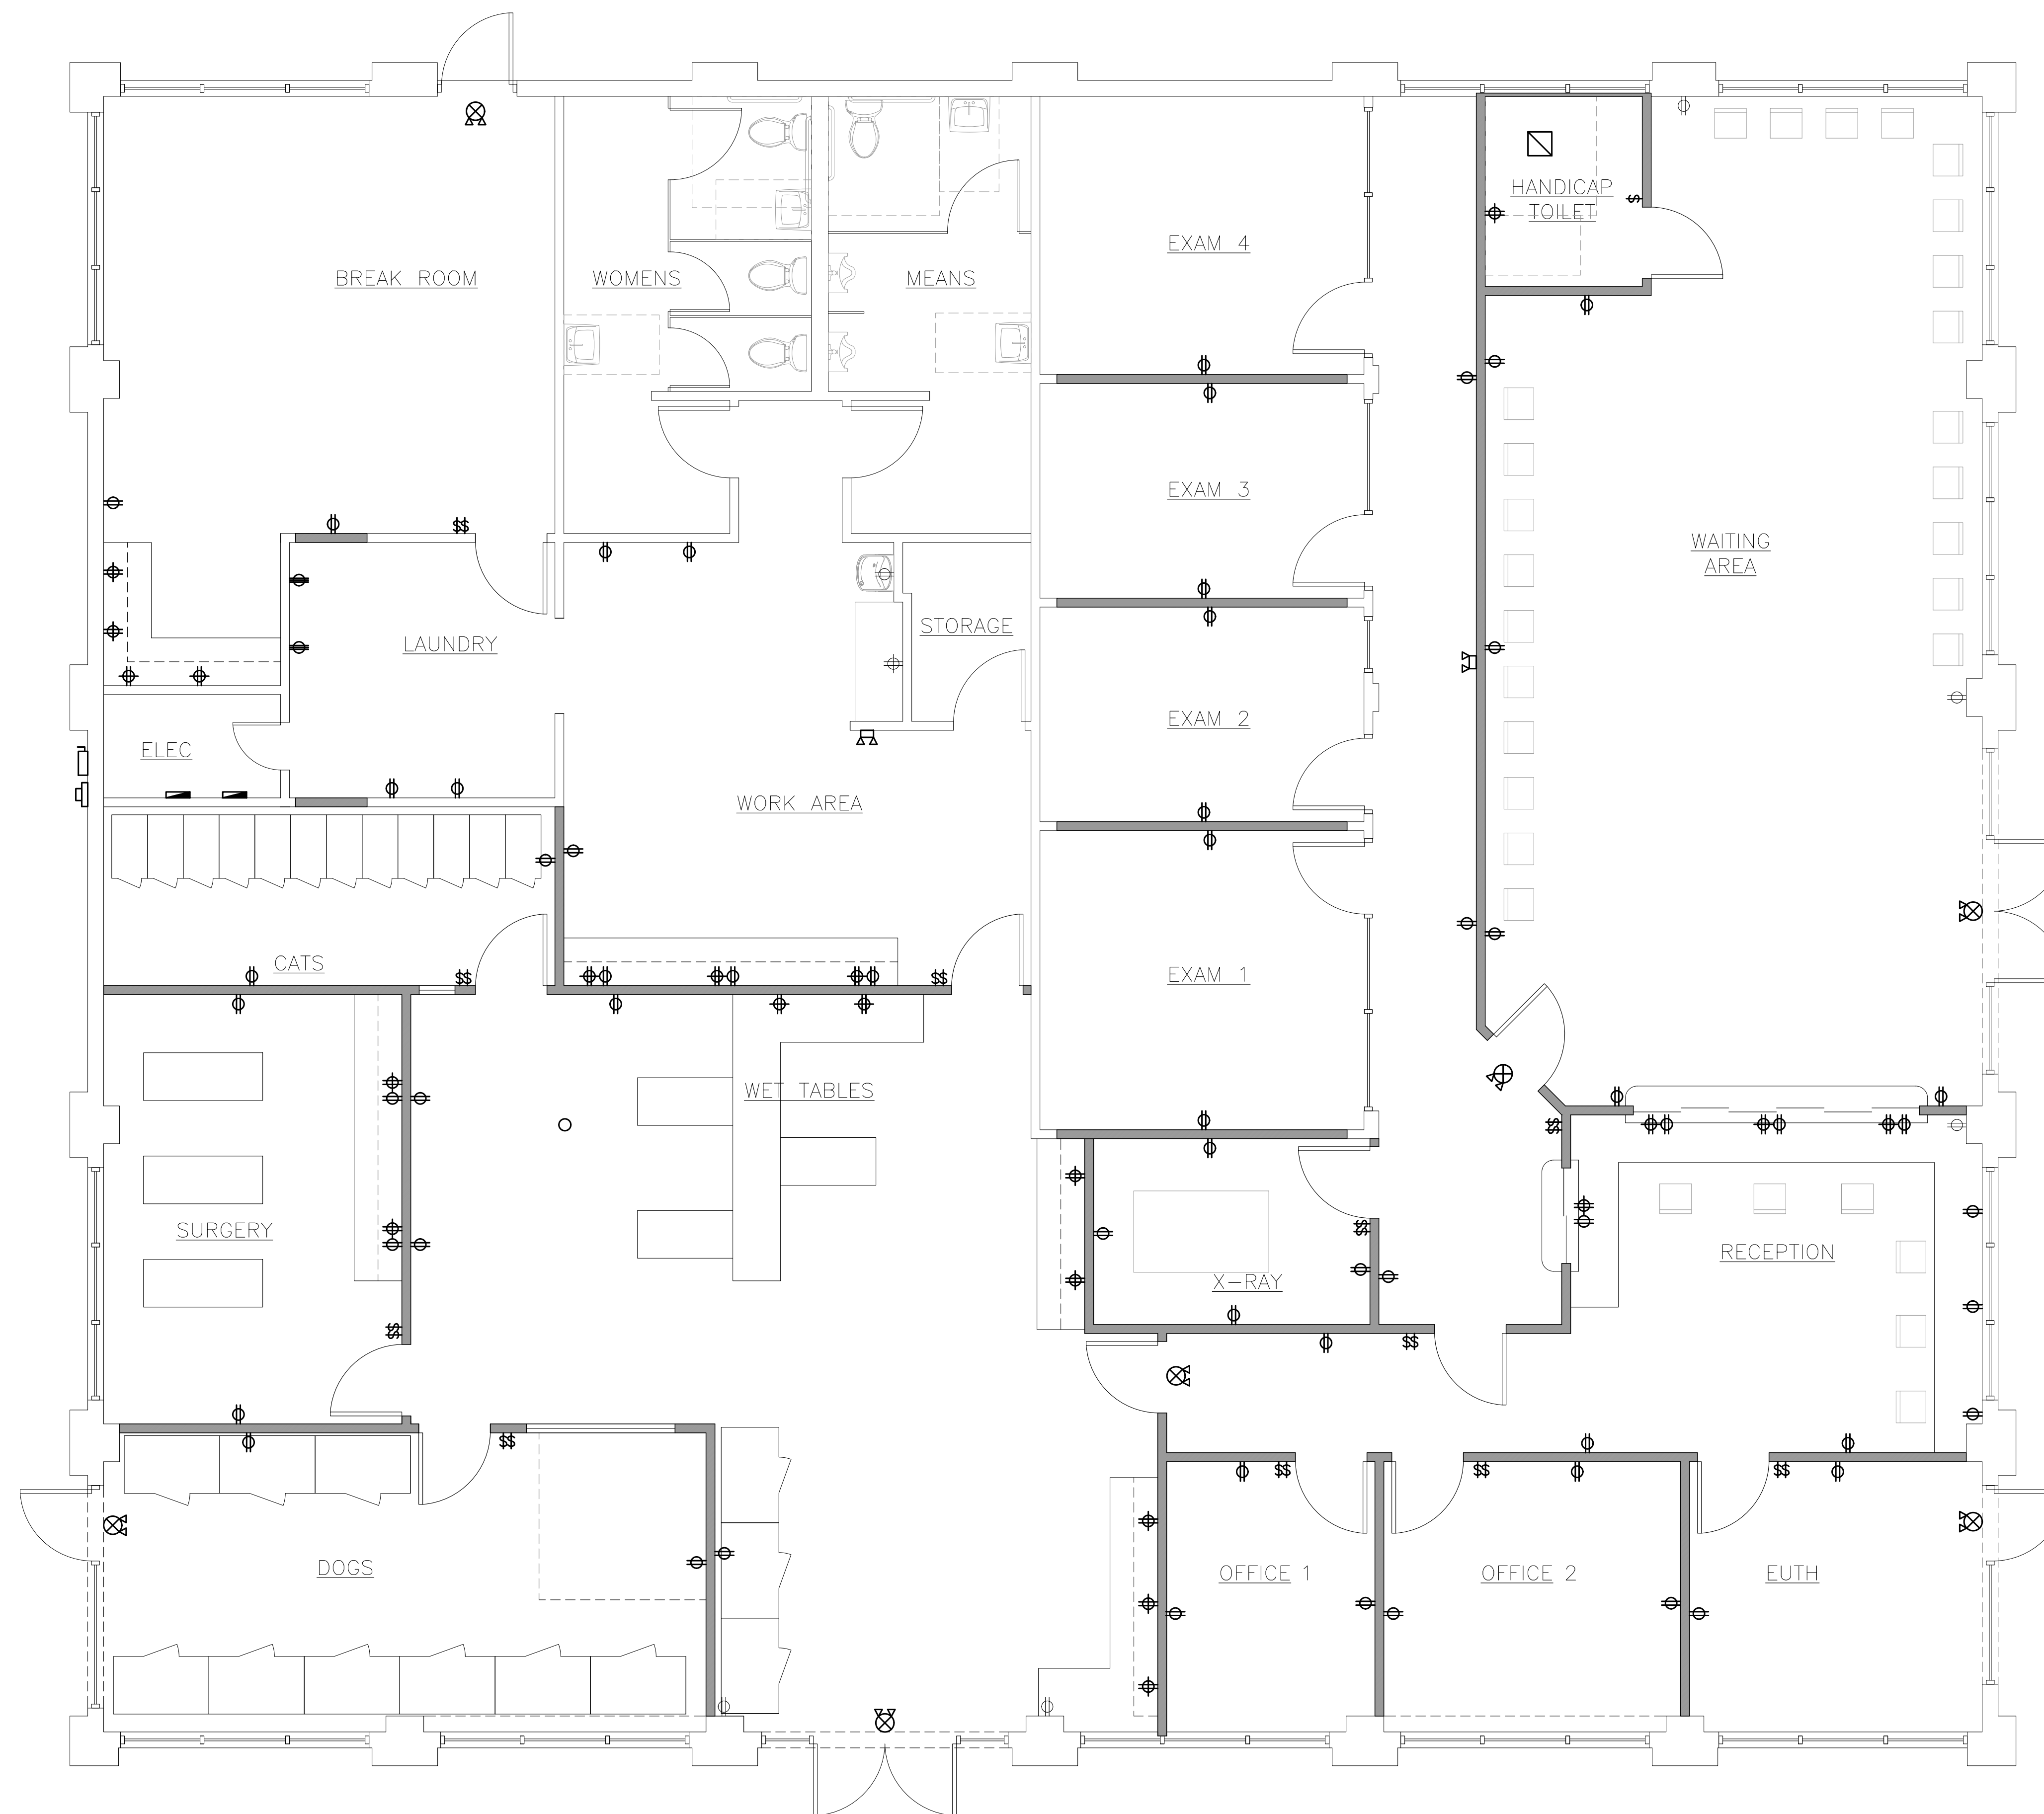 HANDICAP
TOILET
EXAM 4
BREAK ROOM
WOMENS
MEANS
EXAM 3
WAITING
AREA
$$
STORAGE
LAUNDRY
EXAM 2
ELEC
WORK AREA
CATS
$$
$$
EXAM 1
WET TABLES
$$
SURGERY
$$
RECEPTION
X-RAY
$$
$$
$$
$$
$$
$$
DOGS
OFFICE 1
OFFICE 2
EUTH
$